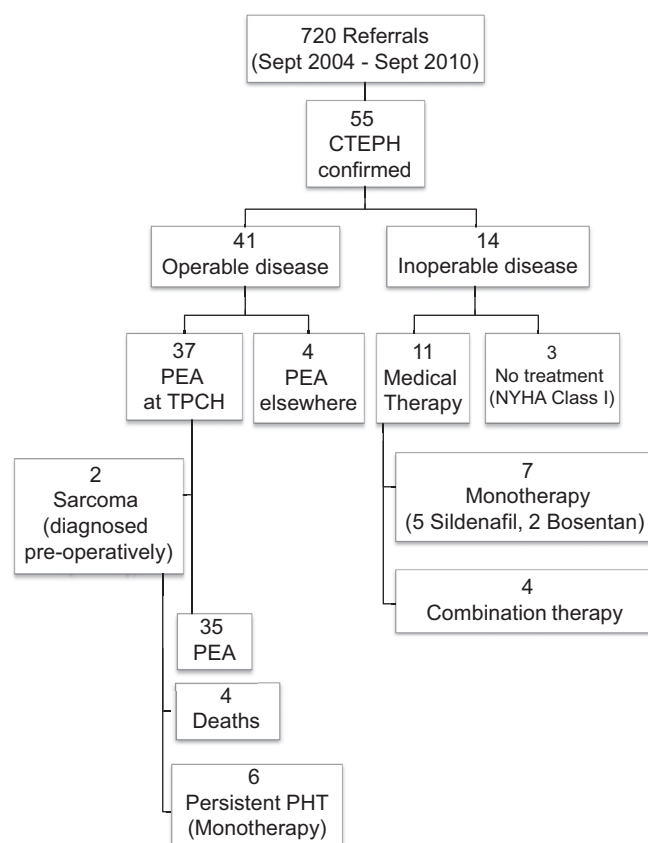 720 Referrals
(Sept 2004 - Sept 2010)
55
CTEPH
confirmed
41
Operable disease
14
Inoperable disease
37
PEA
at TPCH
4
PEA
elsewhere
11
Medical
Therapy
3
No treatment
(NYHA Class I)
2
Sarcoma
(diagnosed
pre-operatively)
7
Monotherapy
(5 Sildenafil, 2 Bosentan)
4
Combination therapy
35
PEA
4
Deaths
6
Persistent PHT
(Monotherapy)